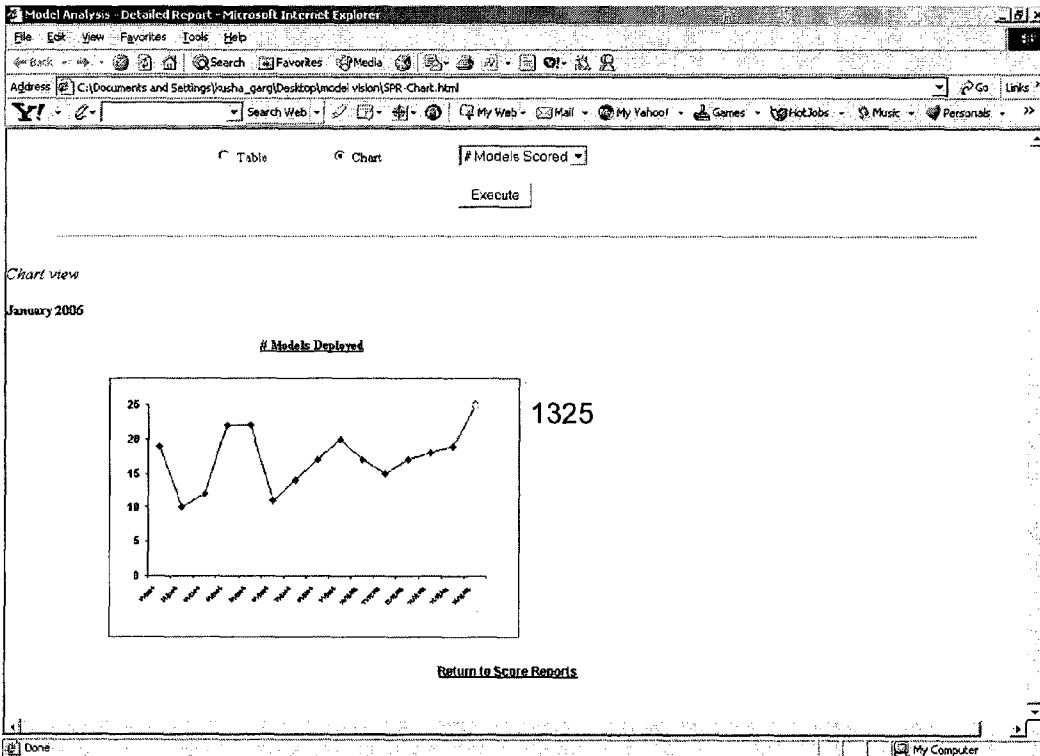 Model Analysis - Detailed Report - Microsoft Internet Explorer
File Edit View Favorites Tools Help
Back Search Favorites Media
Address C:\Documents and Settings\kusha_garg\Desktop\model vision\SPR-Chart.html Go Links
Y! Search Web My Web Mail My Yahoo! Games HotJobs Music Personals
Table Chart # Models Scored
Execute
Chart view
January 2006
# Models Deployed
25
20
15
10
5
0
1325
Return to Score Reports
Done My Computer